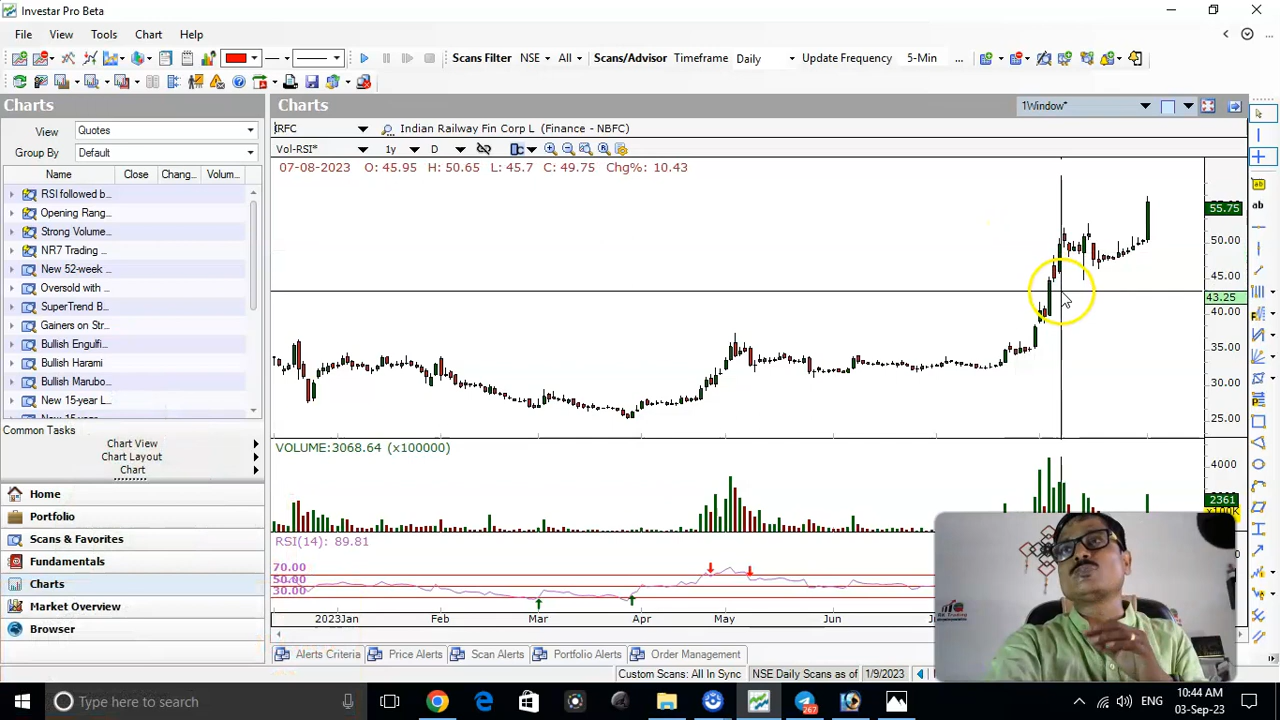 Investar Pro Beta
File View Tools Chart Help
Scans Filter NSE All Scans/Advisor Timeframe Daily Update Frequency 5-Min ...
Charts
Charts
1Window*
View Quotes
IRFC Indian Railway Fin Corp L (Finance - NBFC)
Group By Default
Vol-RSI* 1y D
Name Close Chang... Volum...
07-08-2023 O: 45.95 H: 50.65 L: 45.7 C: 49.75 Chg%: 10.43
RSI followed b...
Opening Rang...
Strong Volume...
NR7 Trading ...
New 52-week ...
Oversold with ...
SuperTrend B...
Gainers on Str...
Bullish Engulfi...
Bullish Harami
Bullish Marubo...
New 15-year L...
55.75
50.00
45.00
43.25
40.00
35.00
30.00
25.00
Common Tasks
Chart View
Chart Layout
Chart
VOLUME:3068.64 (x100000)
4000
2361
x100K
RSI(14): 89.81
70.00
50.00
30.00
2023Jan Feb Mar Apr May Jun
Home
Portfolio
Scans & Favorites
Fundamentals
Charts
Market Overview
Browser
Alerts Criteria Price Alerts Scan Alerts Portfolio Alerts Order Management
Custom Scans: All In Sync NSE Daily Scans as of 1/9/2023
Type here to search
267
ENG
10:44 AM
03-Sep-23
ab
ab